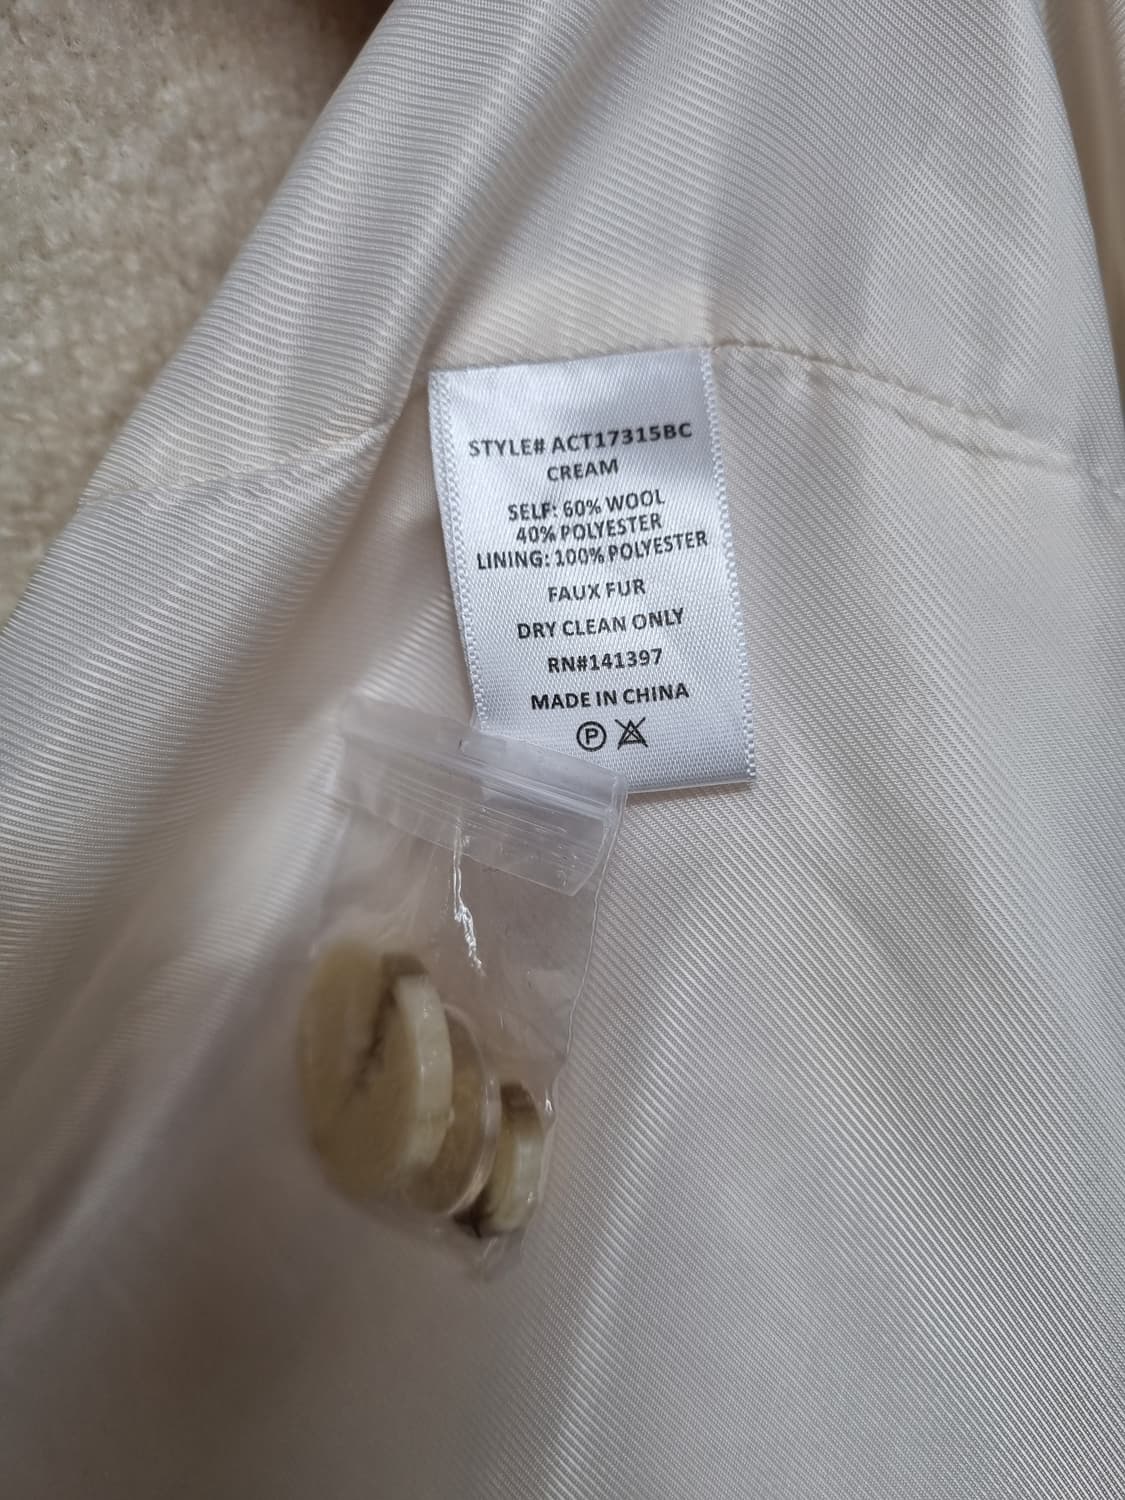 STYLE# ACT17315BC
CREAM
SELF: 60% WOOL
40% POLYESTER
LINING: 100% POLYESTER
FAUX FUR
DRY CLEAN ONLY
RN#141397
MADE IN CHINA
P